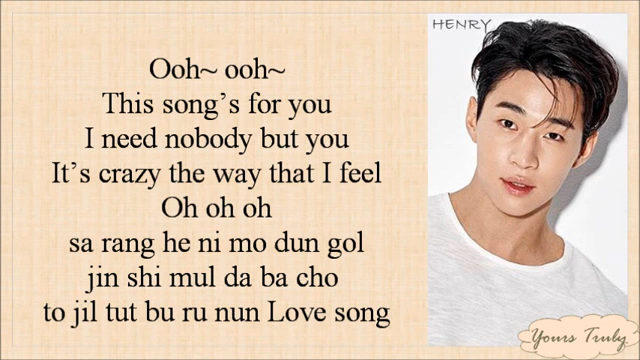 HENRY
Ooh~ ooh~
This song's for you
I need nobody but you
It's crazy the way that I feel
Oh oh oh
sa rang he ni mo dun gol
jin shi mul da ba cho
to jil tut bu ru nun Love song
Yours Truly